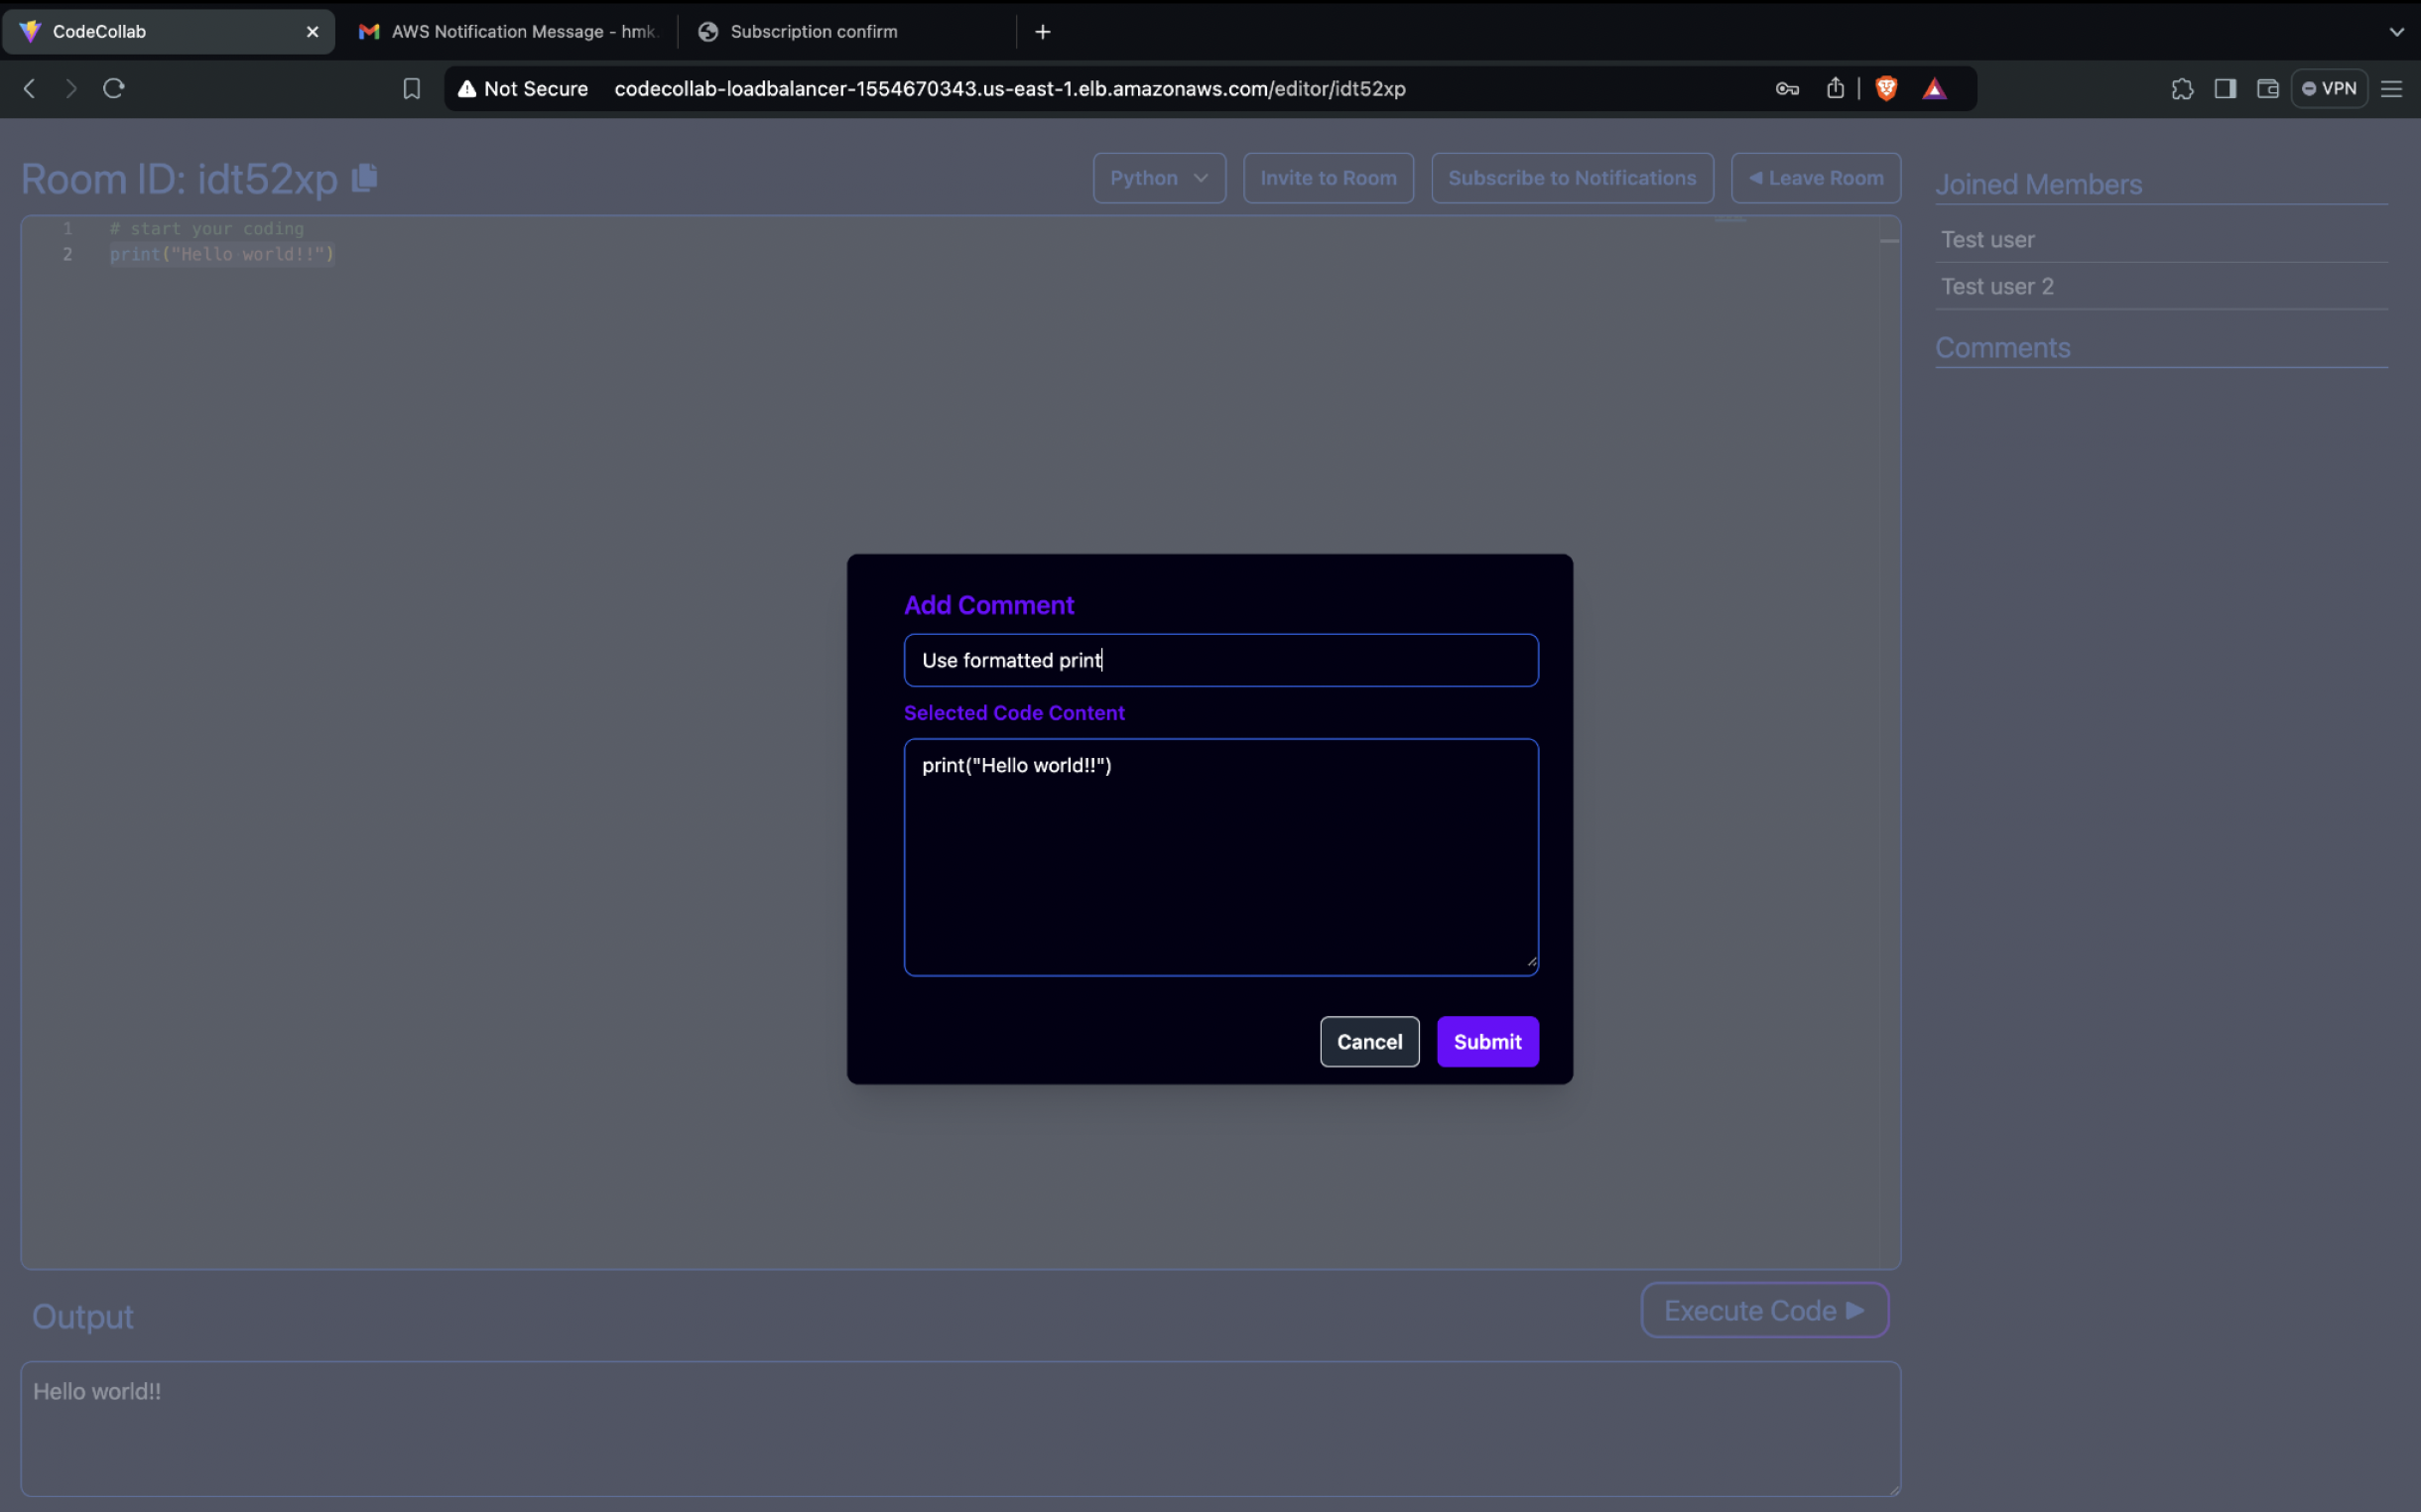 CodeCollab
AWS Notification Message - hmk.
Subscription confirm
Not Secure codecollab-loadbalancer-1554670343.us-east-1.elb.amazonaws.com/editor/idt52xp
VPN
Room ID: idt52xp
Python
Invite to Room
Subscribe to Notifications
Leave Room
1 # start your coding
2 print("Hello world!!")
Joined Members
Test user
Test user 2
Comments
Add Comment
Use formatted print
Selected Code Content
print("Hello world!!")
Cancel
Submit
Output
Execute Code
Hello world!!